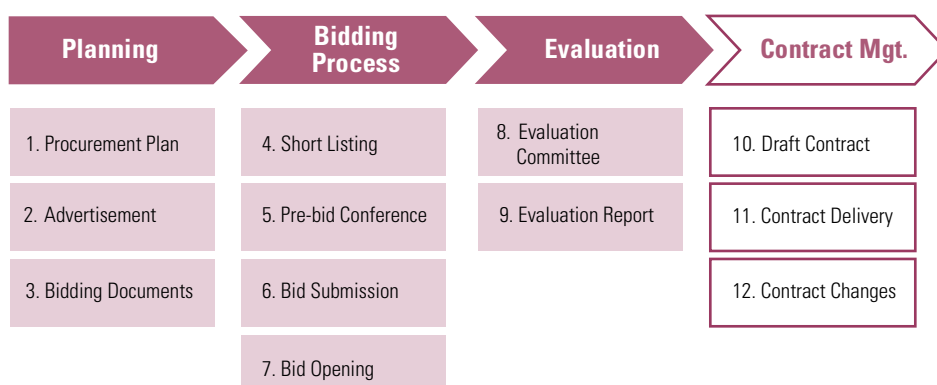 Planning
Bidding
Process
Evaluation
Contract Mgt.
1. Procurement Plan
2. Advertisement
3. Bidding Documents
4. Short Listing
5. Pre-bid Conference
6. Bid Submission
7. Bid Opening
8. Evaluation
Committee
9. Evaluation Report
10. Draft Contract
11. Contract Delivery
12. Contract Changes